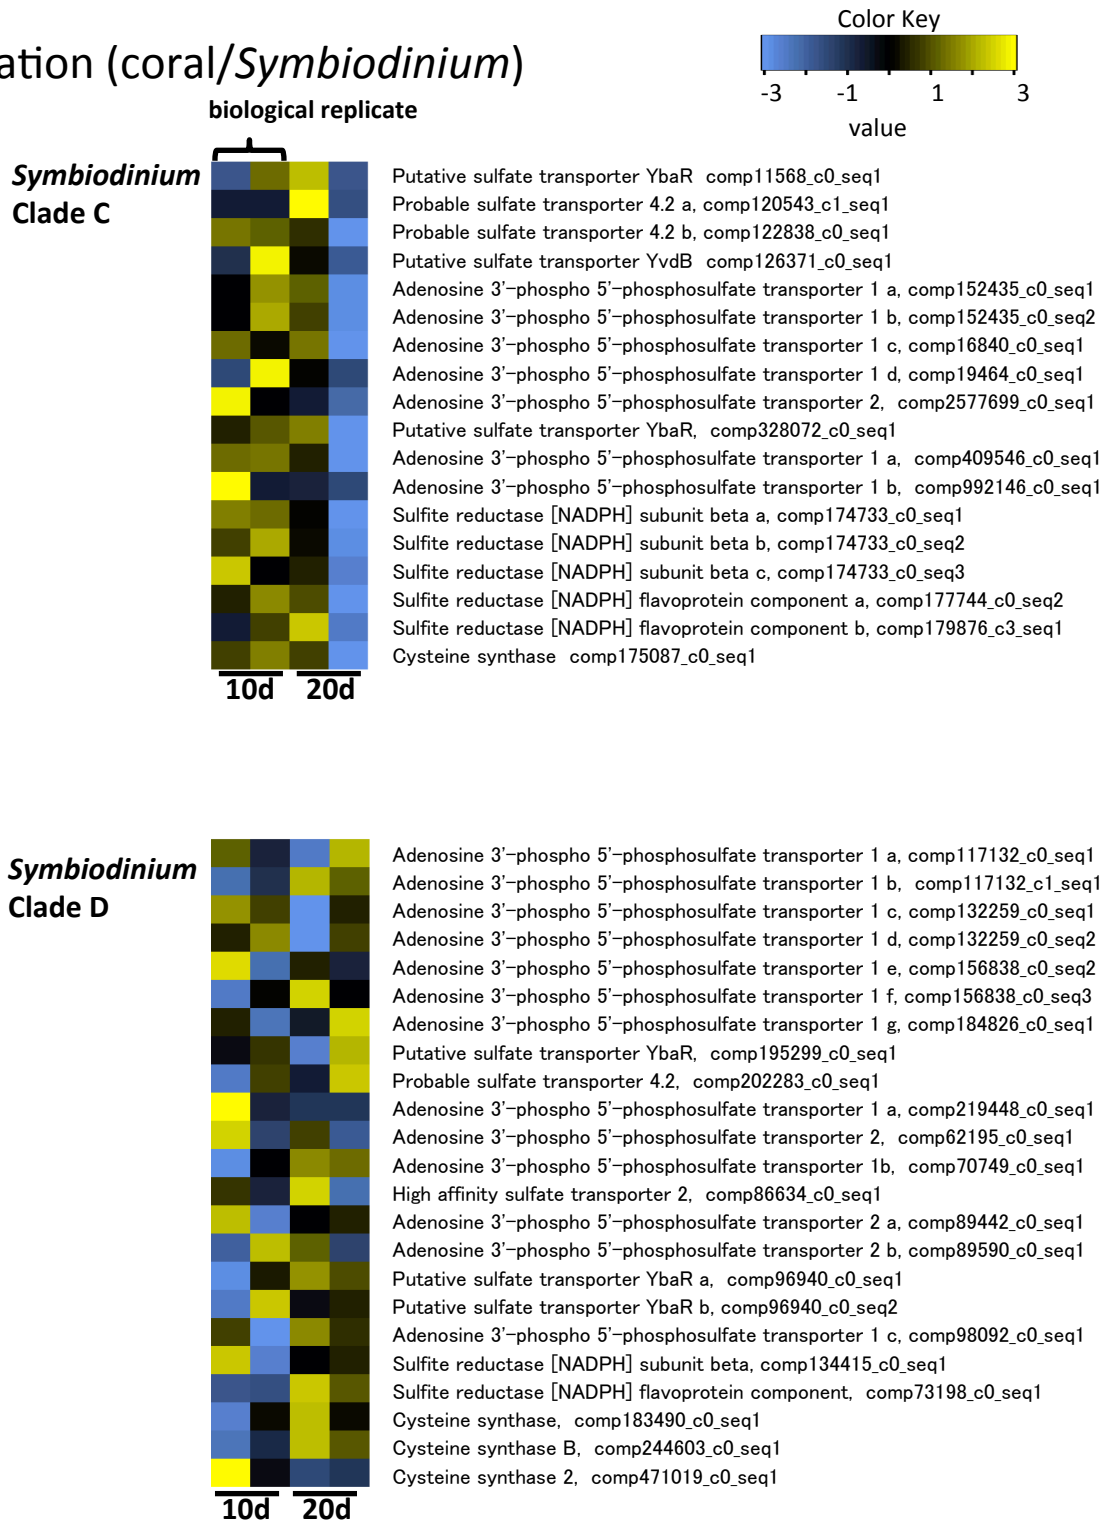 Color Key
ation (coral/Symbiodinium)
-3 -1 1 3
value
biological replicate
Symbiodinium
Clade C
Putative sulfate transporter YbaR comp11568_c0_seq1
Probable sulfate transporter 4.2 a, comp120543_c1_seq1
Probable sulfate transporter 4.2 b, comp122838_c0_seq1
Putative sulfate transporter YvdB comp126371_c0_seq1
Adenosine 3'-phospho 5'-phosphosulfate transporter 1 a, comp152435_c0_seq1
Adenosine 3'-phospho 5'-phosphosulfate transporter 1 b, comp152435_c0_seq2
Adenosine 3'-phospho 5'-phosphosulfate transporter 1 c, comp16840_c0_seq1
Adenosine 3'-phospho 5'-phosphosulfate transporter 1 d, comp19464_c0_seq1
Adenosine 3'-phospho 5'-phosphosulfate transporter 2, comp2577699_c0_seq1
Putative sulfate transporter YbaR, comp328072_c0_seq1
Adenosine 3'-phospho 5'-phosphosulfate transporter 1 a, comp409546_c0_seq1
Adenosine 3'-phospho 5'-phosphosulfate transporter 1 b, comp992146_c0_seq1
Sulfite reductase [NADPH] subunit beta a, comp174733_c0_seq1
Sulfite reductase [NADPH] subunit beta b, comp174733_c0_seq2
Sulfite reductase [NADPH] subunit beta c, comp174733_c0_seq3
Sulfite reductase [NADPH] flavoprotein component a, comp177744_c0_seq2
Sulfite reductase [NADPH] flavoprotein component b, comp179876_c3_seq1
Cysteine synthase comp175087_c0_seq1
10d 20d
Symbiodinium
Clade D
Adenosine 3'-phospho 5'-phosphosulfate transporter 1 a, comp117132_c0_seq1
Adenosine 3'-phospho 5'-phosphosulfate transporter 1 b, comp117132_c1_seq1
Adenosine 3'-phospho 5'-phosphosulfate transporter 1 c, comp132259_c0_seq1
Adenosine 3'-phospho 5'-phosphosulfate transporter 1 d, comp132259_c0_seq2
Adenosine 3'-phospho 5'-phosphosulfate transporter 1 e, comp156838_c0_seq2
Adenosine 3'-phospho 5'-phosphosulfate transporter 1 f, comp156838_c0_seq3
Adenosine 3'-phospho 5'-phosphosulfate transporter 1 g, comp184826_c0_seq1
Putative sulfate transporter YbaR, comp195299_c0_seq1
Probable sulfate transporter 4.2, comp202283_c0_seq1
Adenosine 3'-phospho 5'-phosphosulfate transporter 1 a, comp219448_c0_seq1
Adenosine 3'-phospho 5'-phosphosulfate transporter 2, comp62195_c0_seq1
Adenosine 3'-phospho 5'-phosphosulfate transporter 1b, comp70749_c0_seq1
High affinity sulfate transporter 2, comp86634_c0_seq1
Adenosine 3'-phospho 5'-phosphosulfate transporter 2 a, comp89442_c0_seq1
Adenosine 3'-phospho 5'-phosphosulfate transporter 2 b, comp89590_c0_seq1
Putative sulfate transporter YbaR a, comp96940_c0_seq1
Putative sulfate transporter YbaR b, comp96940_c0_seq2
Adenosine 3'-phospho 5'-phosphosulfate transporter 1 c, comp98092_c0_seq1
Sulfite reductase [NADPH] subunit beta, comp134415_c0_seq1
Sulfite reductase [NADPH] flavoprotein component, comp73198_c0_seq1
Cysteine synthase, comp183490_c0_seq1
Cysteine synthase B, comp244603_c0_seq1
Cysteine synthase 2, comp471019_c0_seq1
10d 20d